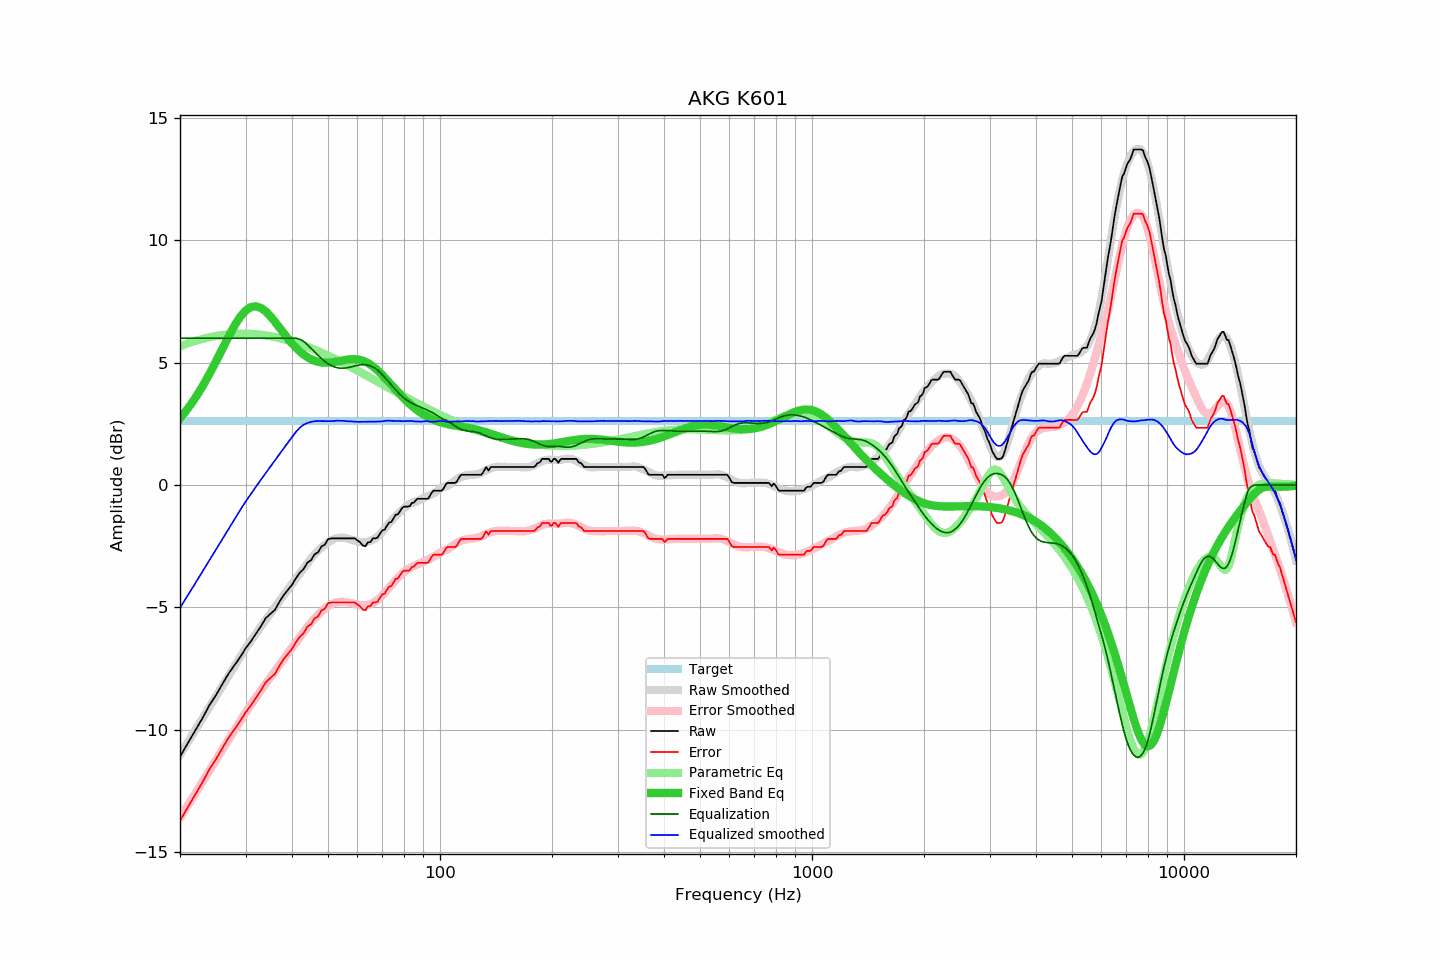 AKG K601
15
10
5
0
−5
−10
−15
Amplitude (dBr)
100
1000
10000
Frequency (Hz)
Target
Raw Smoothed
Error Smoothed
Raw
Error
Parametric Eq
Fixed Band Eq
Equalization
Equalized smoothed